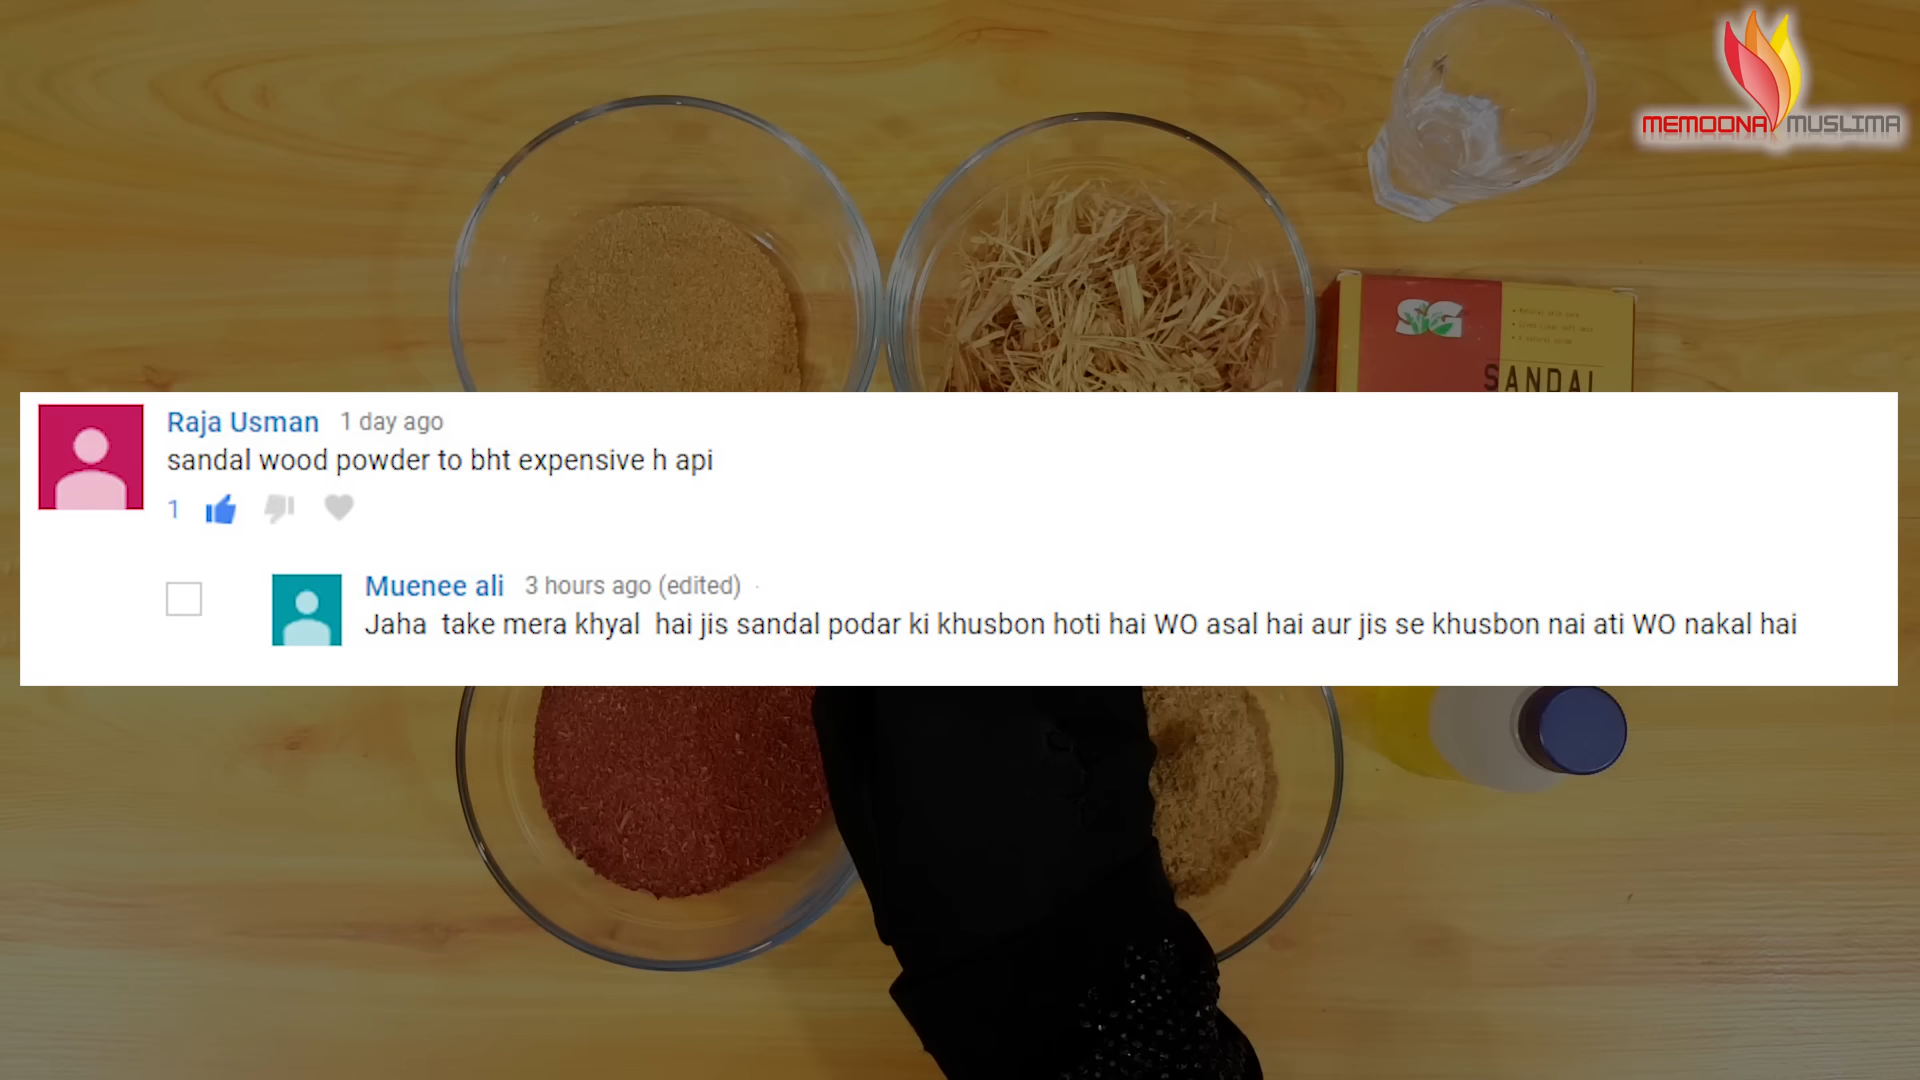 MEMOONA MUSLIMA
SG
SANDAL
Raja Usman 1 day ago
sandal wood powder to bht expensive h api
1
Muenee ali 3 hours ago (edited)
Jaha take mera khyal hai jis sandal podar ki khusbon hoti hai WO asal hai aur jis se khusbon nai ati WO nakal hai